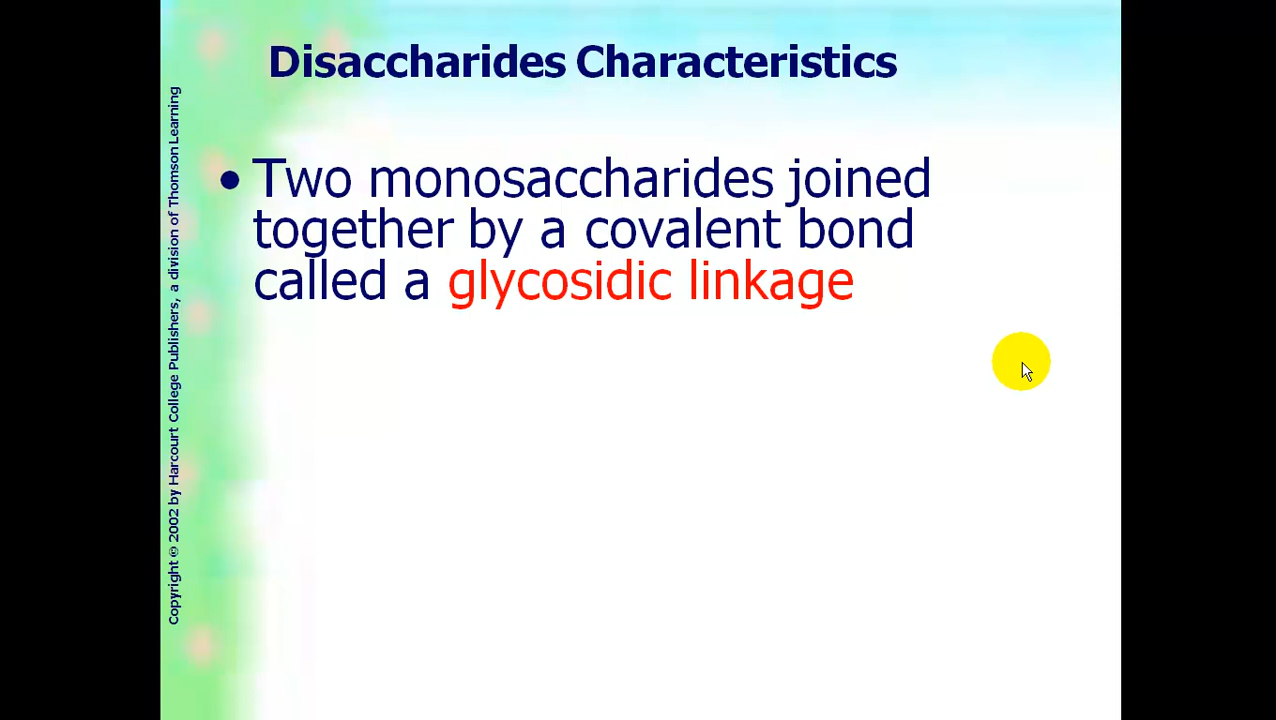 Disaccharides Characteristics
• Two monosaccharides joined
together by a covalent bond
called a glycosidic linkage
Copyright © 2002 by Harcourt College Publishers, a division of Thomson Learning